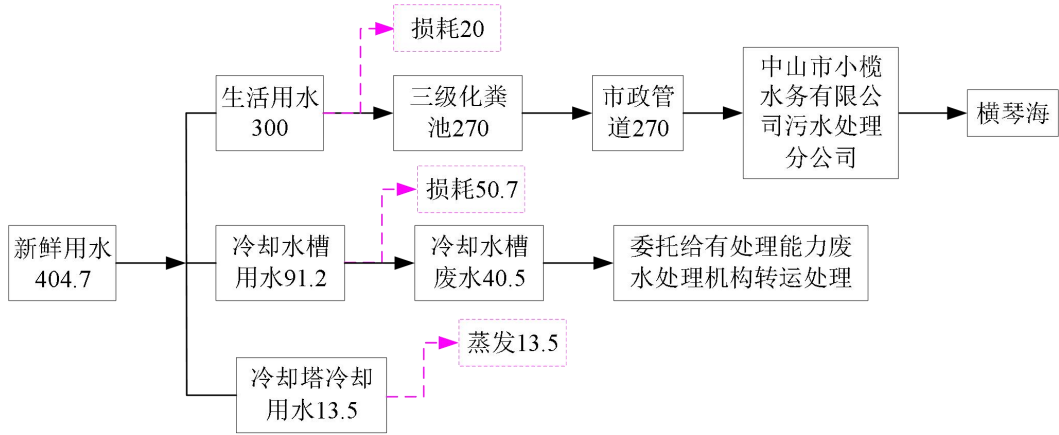 损耗20
生活用水
300
三级化粪
池270
市政管
道270
中山市小榄
水务有限公
司污水处理
分公司
横琴海
损耗50.7
新鲜用水
404.7
冷却水槽
用水91.2
冷却水槽
废水40.5
委托给有处理能力废
水处理机构转运处理
蒸发13.5
冷却塔冷却
用水13.5